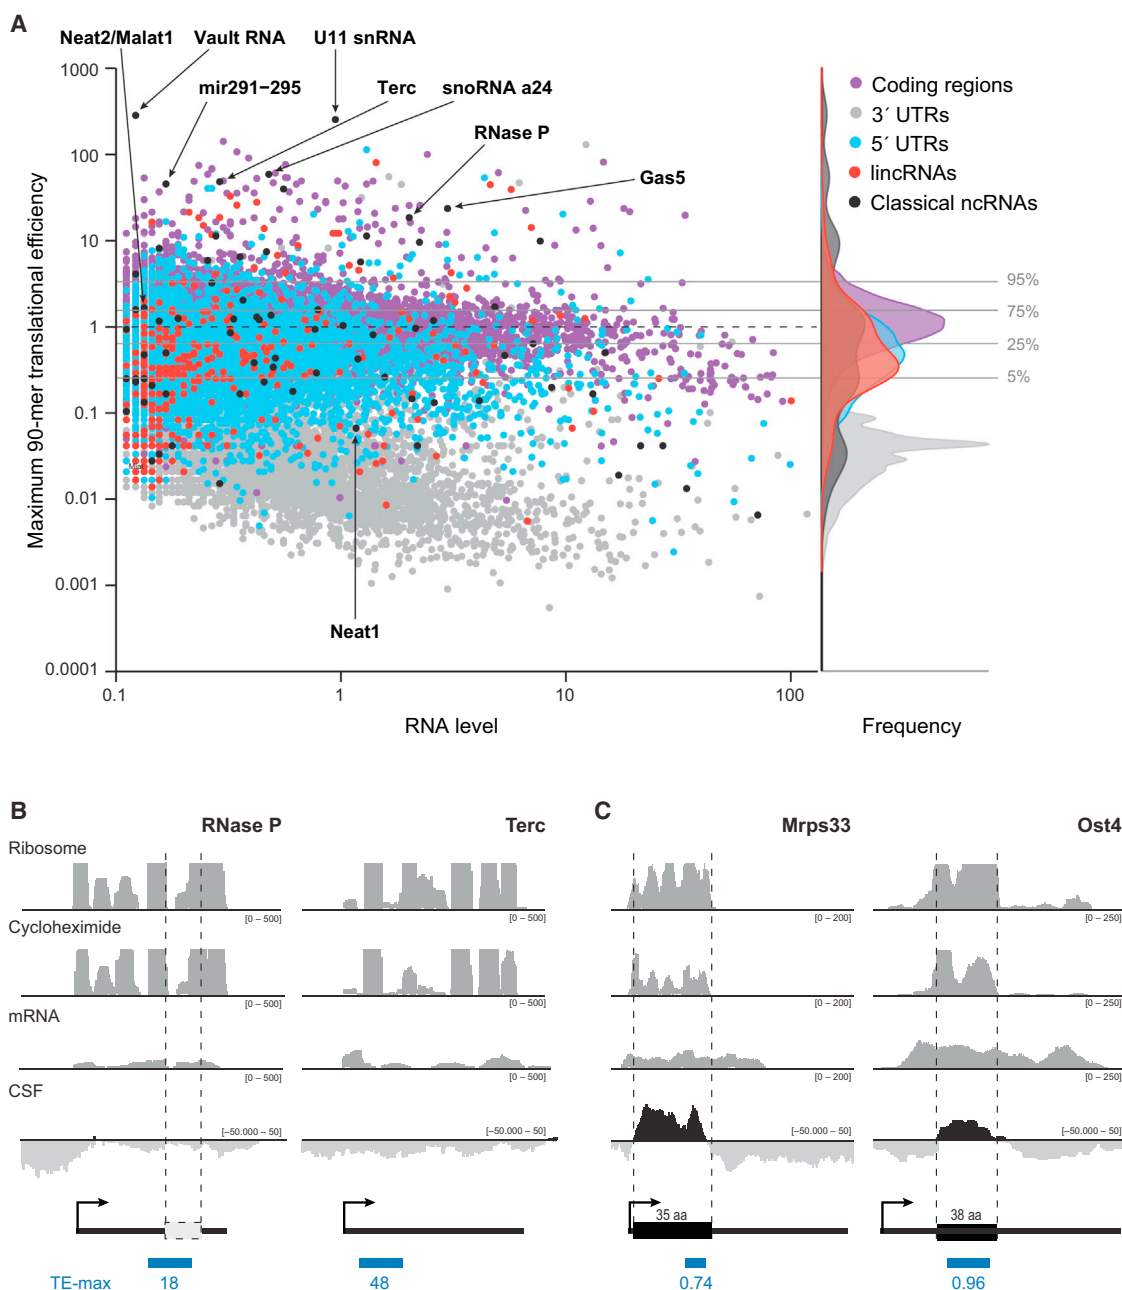 A
Neat2/Malat1 Vault RNA U11 snRNA
mir291−295 Terc snoRNA a24
RNase P
Gas5
Neat1
Maximum 90-mer translational efficiency
1000
100
10
1
0.1
0.01
0.001
0.0001
0.1 1 10 100
RNA level
Frequency
95%
75%
25%
5%
Coding regions
3´ UTRs
5´ UTRs
lincRNAs
Classical ncRNAs
B
RNase P Terc
C
Mrps33 Ost4
Ribosome
[0 – 500] [0 – 500] [0 – 200] [0 – 250]
Cycloheximide
[0 – 500] [0 – 500] [0 – 200] [0 – 250]
mRNA
[0 – 500] [0 – 500] [0 – 200] [0 – 250]
CSF
[–50.000 – 50] [–50.000 – 50] [–50.000 – 50] [–50.000 – 50]
35 aa 38 aa
TE-max 18 48 0.74 0.96